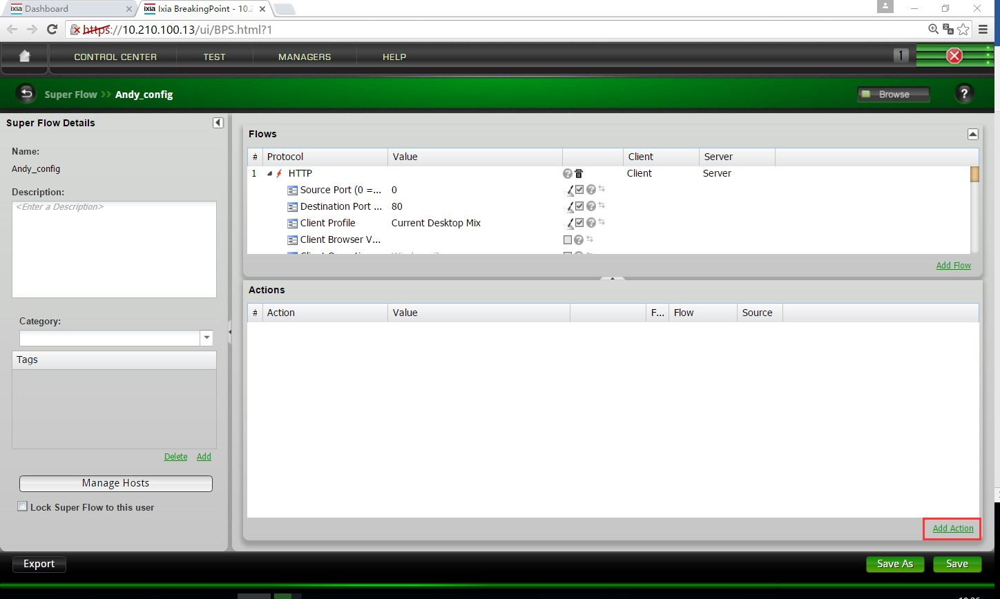 ixia Dashboard
ixia Ixia BreakingPoint - 10.2
https://10.210.100.13/ui/BPS.html?1
CONTROL CENTER
TEST
MANAGERS
HELP
1
Super Flow >> Andy_config
Browse
?
Super Flow Details
Name:
Andy_config
Description:
<Enter a Description>
Category:
Tags
Delete
Add
Manage Hosts
Lock Super Flow to this user
Flows
# Protocol Value Client Server
1 HTTP Client Server
Source Port (0 =... 0
Destination Port ... 80
Client Profile Current Desktop Mix
Client Browser V...
Add Flow
Actions
# Action Value F... Flow Source
Add Action
Export
Save As
Save